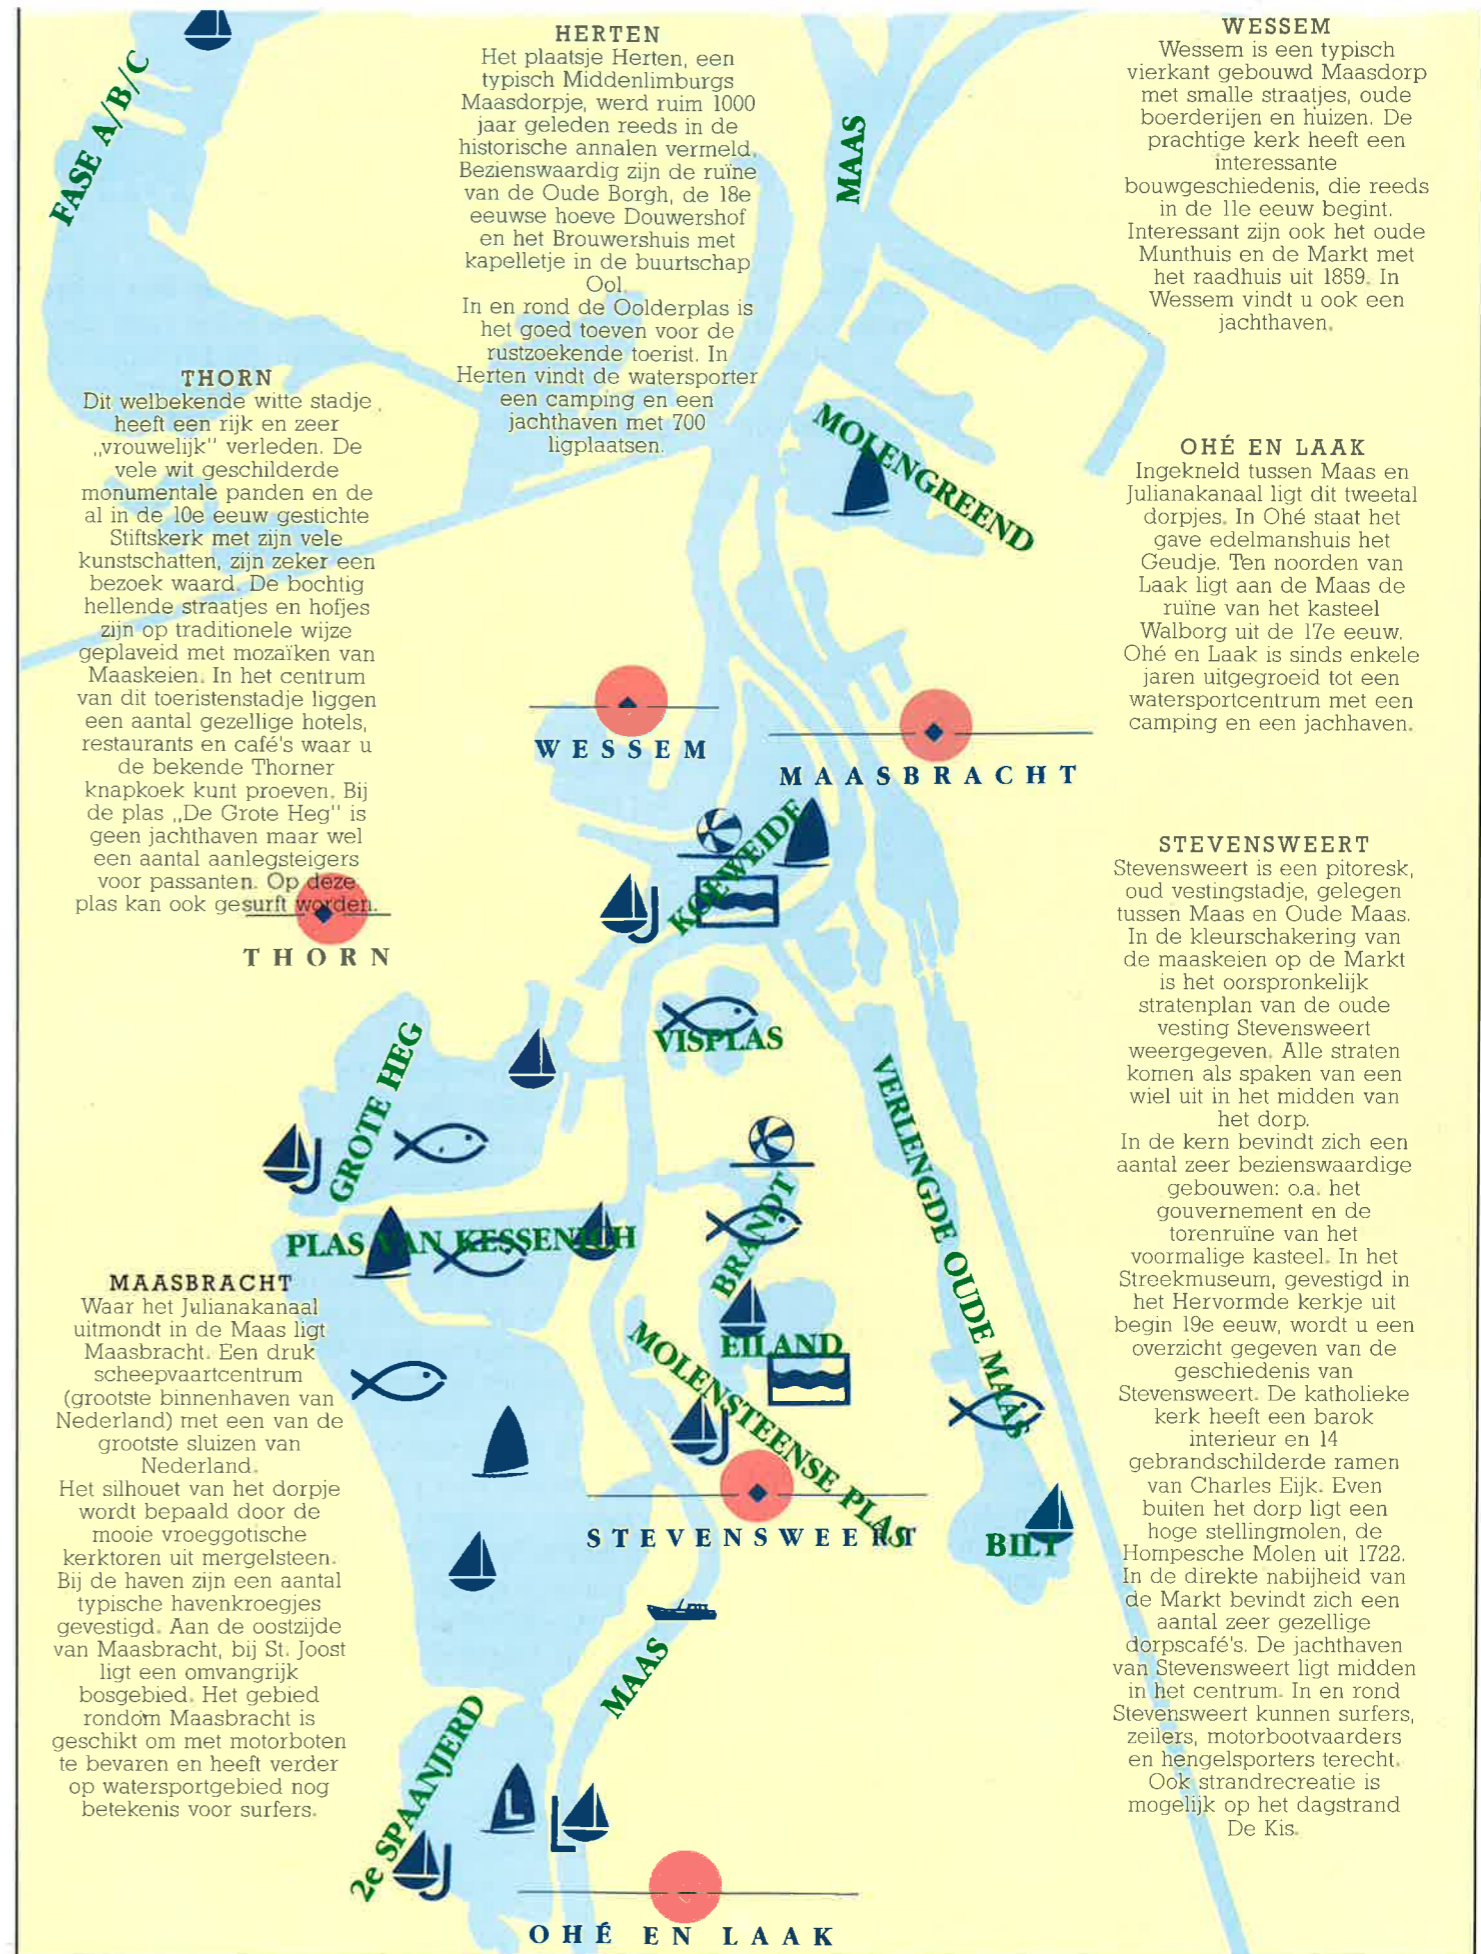 HERTEN
Het plaatsje Herten, een
typisch Middenlimburgs
Maasdorpje, werd ruim 1000
jaar geleden reeds in de
historische annalen vermeld.
Bezienswaardig zijn de ruïne
van de Oude Borgh, de 18e
eeuwse hoeve Douwershof
en het Brouwershuis met
kapelletje in de buurtschap
Ool.
In en rond de Oolderplas is
het goed toeven voor de
rustzoekende toerist. In
Herten vindt de watersporter
een camping en een
jachthaven met 700
ligplaatsen.
WESSEM
Wessem is een typisch
vierkant gebouwd Maasdorp
met smalle straatjes, oude
boerderijen en huizen. De
prachtige kerk heeft een
interessante
bouwgeschiedenis, die reeds
in de 11e eeuw begint.
Interessant zijn ook het oude
Munthuis en de Markt met
het raadhuis uit 1859. In
Wessem vindt u ook een
jachthaven.
THORN
Dit welbekende witte stadje
heeft een rijk en zeer
„vrouwelijk" verleden. De
vele wit geschilderde
monumentale panden en de
al in de 10e eeuw gestichte
Stiftskerk met zijn vele
kunstschatten, zijn zeker een
bezoek waard. De bochtig
hellende straatjes en hofjes
zijn op traditionele wijze
geplaveid met mozaïken van
Maaskeien. In het centrum
van dit toeristenstadje liggen
een aantal gezellige hotels,
restaurants en café's waar u
de bekende Thorner
knapkoek kunt proeven. Bij
de plas „De Grote Heg" is
geen jachthaven maar wel
een aantal aanlegsteigers
voor passanten. Op deze
plas kan ook gesurft worden.
OHÉ EN LAAK
Ingekneld tussen Maas en
Julianakanaal ligt dit tweetal
dorpjes. In Ohé staat het
gave edelmanshuis het
Geudje. Ten noorden van
Laak ligt aan de Maas de
ruïne van het kasteel
Walborg uit de 17e eeuw.
Ohé en Laak is sinds enkele
jaren uitgegroeid tot een
watersportcentrum met een
camping en een jachhaven.
STEVENSWEERT
Stevensweert is een pitoresk,
oud vestingstadje, gelegen
tussen Maas en Oude Maas.
In de kleurschakering van
de maaskeien op de Markt
is het oorspronkelijk
stratenplan van de oude
vesting Stevensweert
weergegeven. Alle straten
komen als spaken van een
wiel uit in het midden van
het dorp.
In de kern bevindt zich een
aantal zeer bezienswaardige
gebouwen: o.a. het
gouvernement en de
torenruïne van het
voormalige kasteel. In het
Streekmuseum, gevestigd in
het Hervormde kerkje uit
begin 19e eeuw, wordt u een
overzicht gegeven van de
geschiedenis van
Stevensweert. De katholieke
kerk heeft een barok
interieur en 14
gebrandschilderde ramen
van Charles Eijk. Even
buiten het dorp ligt een
hoge stellingmolen, de
Hompesche Molen uit 1722.
In de direkte nabijheid van
de Markt bevindt zich een
aantal zeer gezellige
dorpscafé's. De jachthaven
van Stevensweert ligt midden
in het centrum. In en rond
Stevensweert kunnen surfers,
zeilers, motorbootvaarders
en hengelsporters terecht.
Ook strandrecreatie is
mogelijk op het dagstrand
De Kis.
MAASBRACHT
Waar het Julianakanaal
uitmondt in de Maas ligt
Maasbracht. Een druk
scheepvaartcentrum
(grootste binnenhaven van
Nederland) met een van de
grootste sluizen van
Nederland.
Het silhouet van het dorpje
wordt bepaald door de
mooie vroeggotische
kerktoren uit mergelsteen.
Bij de haven zijn een aantal
typische havenkroegjes
gevestigd. Aan de oostzijde
van Maasbracht, bij St. Joost
ligt een omvangrijk
bosgebied. Het gebied
rondom Maasbracht is
geschikt om met motorboten
te bevaren en heeft verder
op watersportgebied nog
betekenis voor surfers.
FASE A/B/C
MAAS
MOLENGREEND
WESSEM
MAASBRACHT
KOEWEIDE
J
THORN
VISPLAS
GROTE HEG
J
VERLENGDE OUDE MAAS
PLAS VAN KESSENICH
BRANDT
EILAND
MOLENSTEENSE PLAS
J
STEVENSWEERT
BILT
MAAS
2e SPAANJERD
L
L
J
OHÉ EN LAAK